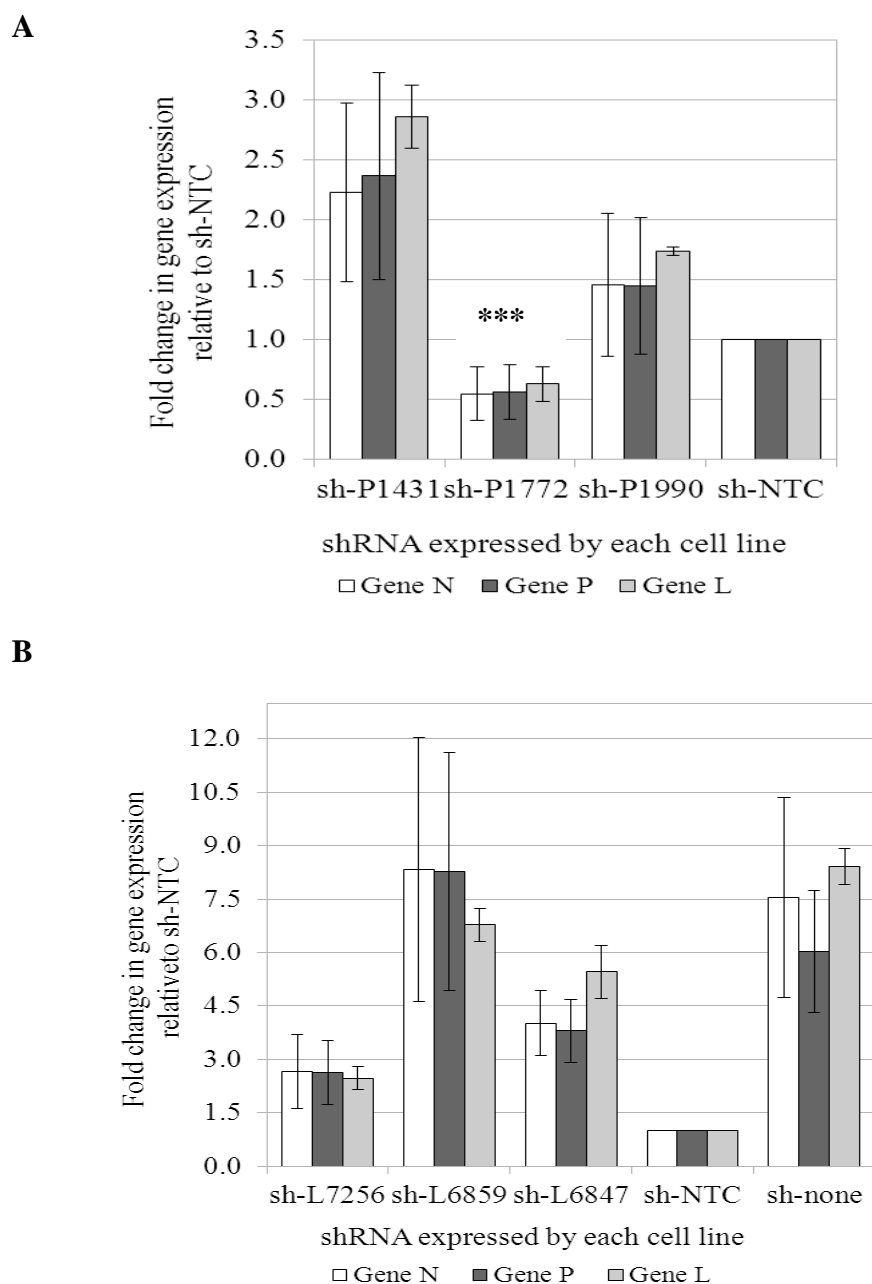 A
Fold change in gene expression
relative to sh-NTC
3.5
3.0
2.5
2.0
1.5
1.0
0.5
0.0
***
sh-P1431 sh-P1772 sh-P1990 sh-NTC
shRNA expressed by each cell line
Gene N Gene P Gene L
B
Fold change in gene expression
relativeto sh-NTC
12.0
10.5
9.0
7.5
6.0
4.5
3.0
1.5
0.0
sh-L7256 sh-L6859 sh-L6847 sh-NTC sh-none
shRNA expressed by each cell line
Gene N Gene P Gene L